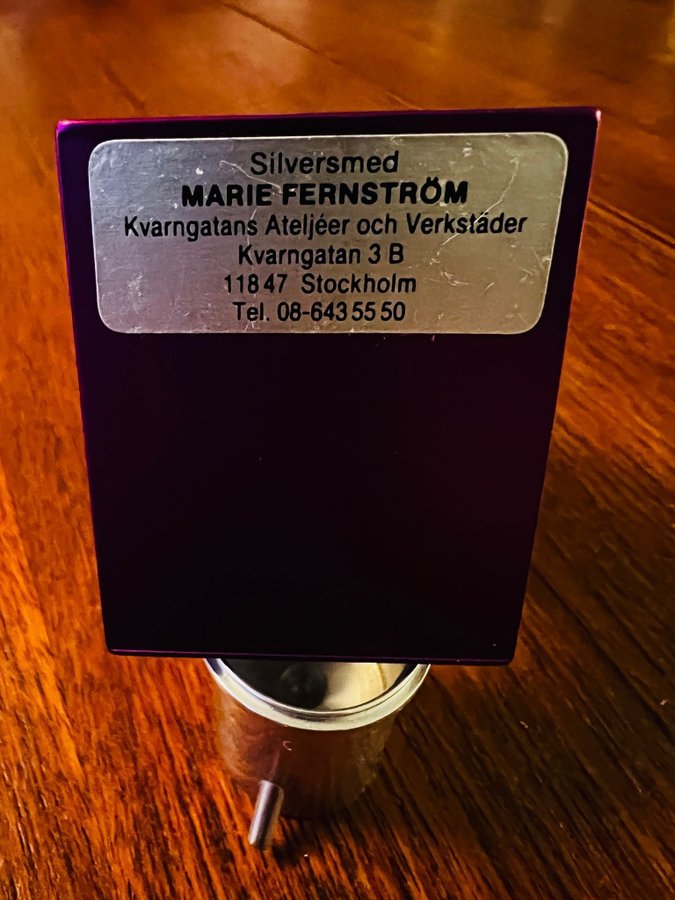 Silversmed
MARIE FERNSTRÖM
Kvarngatans Ateljéer och Verkstäder
Kvarngatan 3 B
118 47 Stockholm
Tel. 08-643 55 50